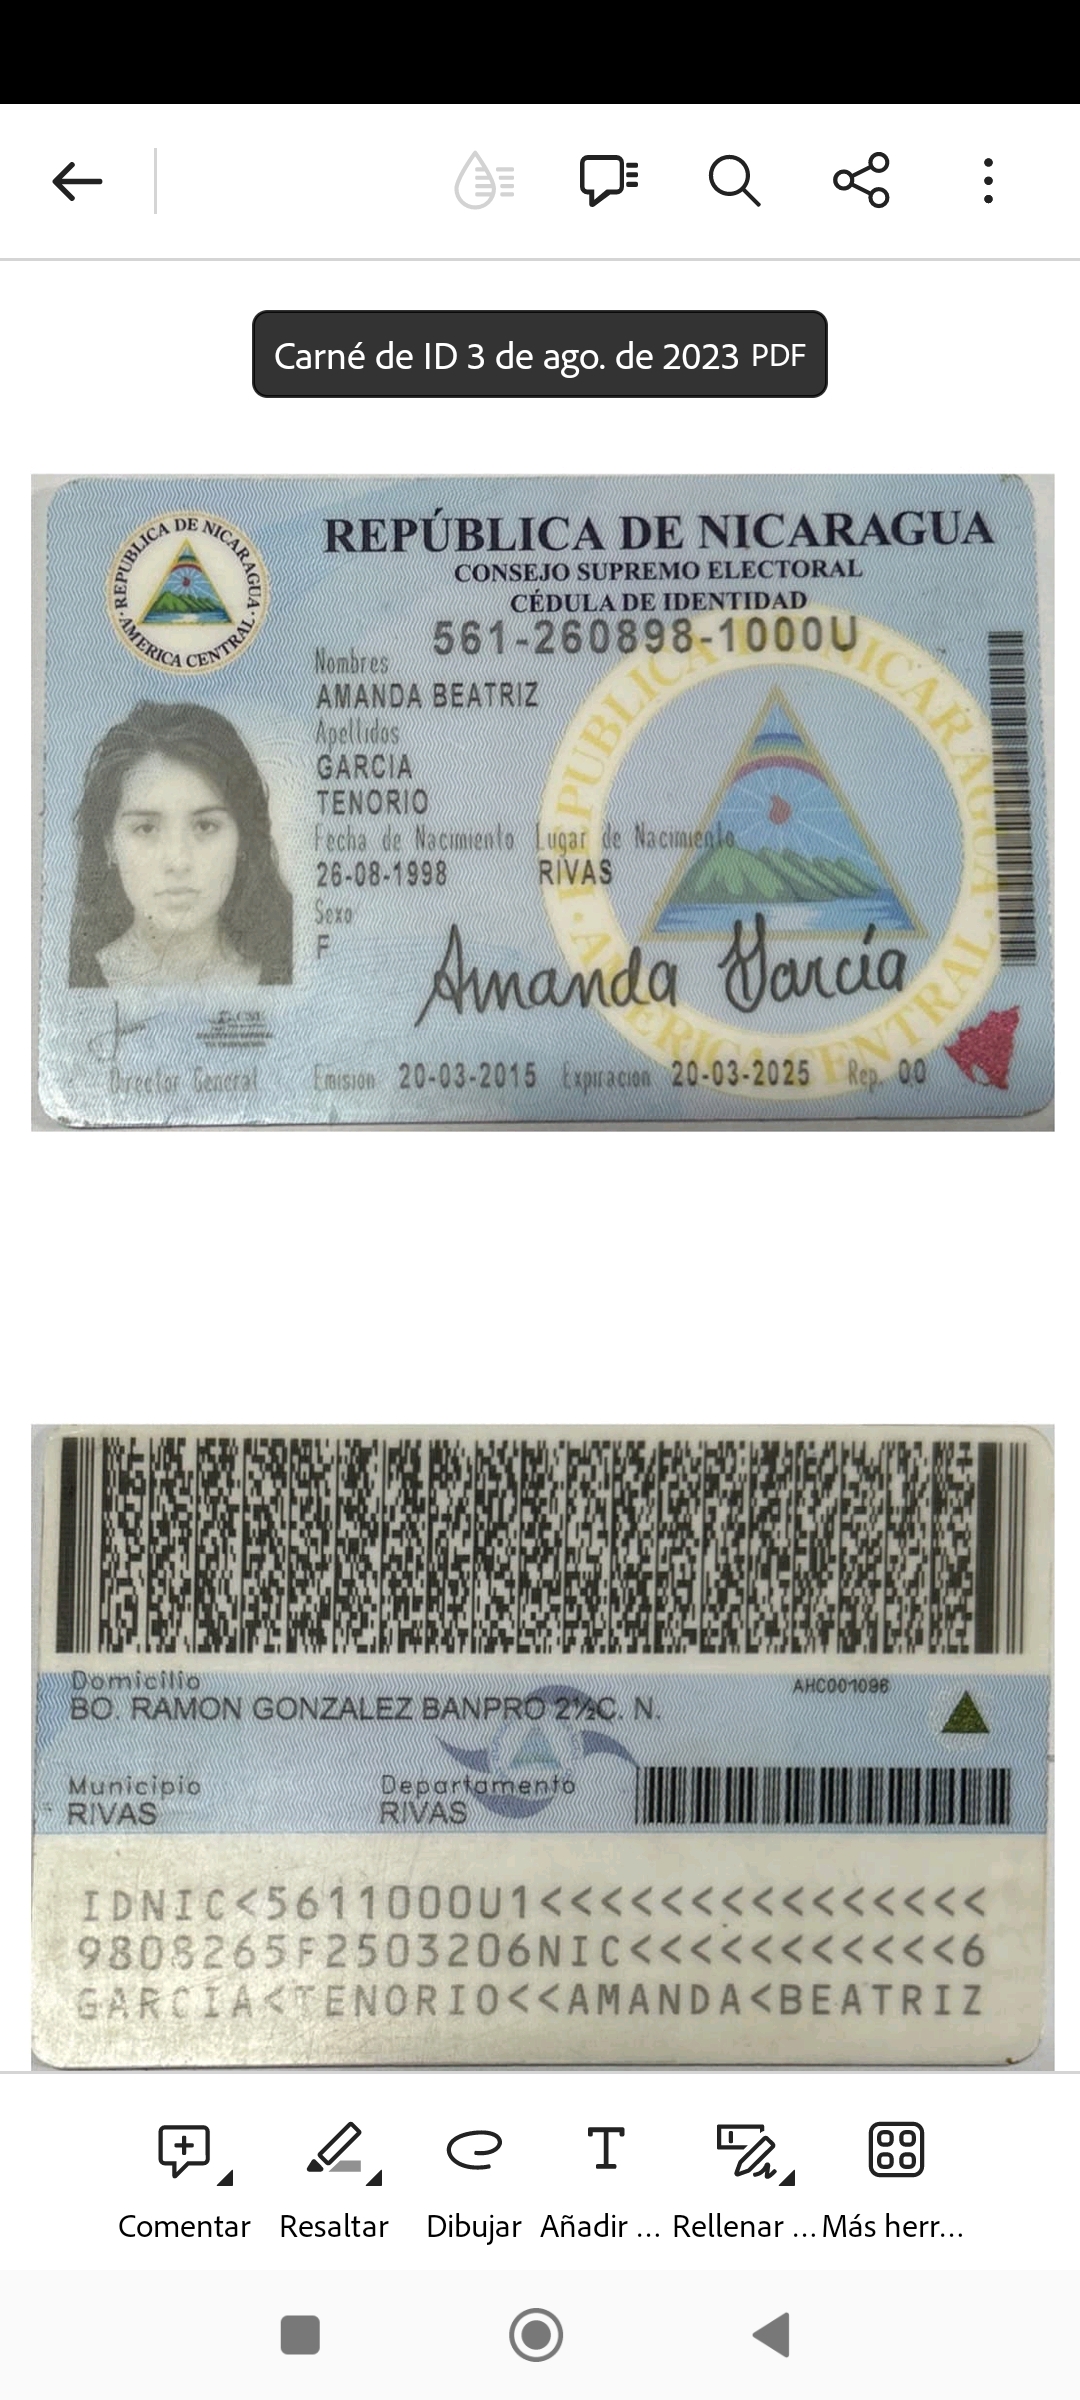 Carné de ID 3 de ago. de 2023 PDF
REPÚBLICA DE NICARAGUA
AMERICA CENTRAL
REPÚBLICA DE NICARAGUA
CONSEJO SUPREMO ELECTORAL
CÉDULA DE IDENTIDAD
561-260898-1000U
Nombres
AMANDA BEATRIZ
Apellidos
GARCIA
TENORIO
Fecha de Nacimiento Lugar de Nacimiento
26-08-1998 RIVAS
Sexo
F
REPUBLICA DE NICARAGUA
AMERICA CENTRAL
Amanda García
Director General
Emision 20-03-2015 Expiracion 20-03-2025 Rep. 00
Domicilio
AHC001096
BO. RAMON GONZALEZ BANPRO 2½C. N.
Municipio Departamento
RIVAS RIVAS
IDNIC<5611000U1<<<<<<<<<<<<<<<
9808265F2503206NIC<<<<<<<<<<<6
GARCIA<TENORIO<<AMANDA<BEATRIZ
Comentar Resaltar Dibujar Añadir ... Rellenar ... Más herr...